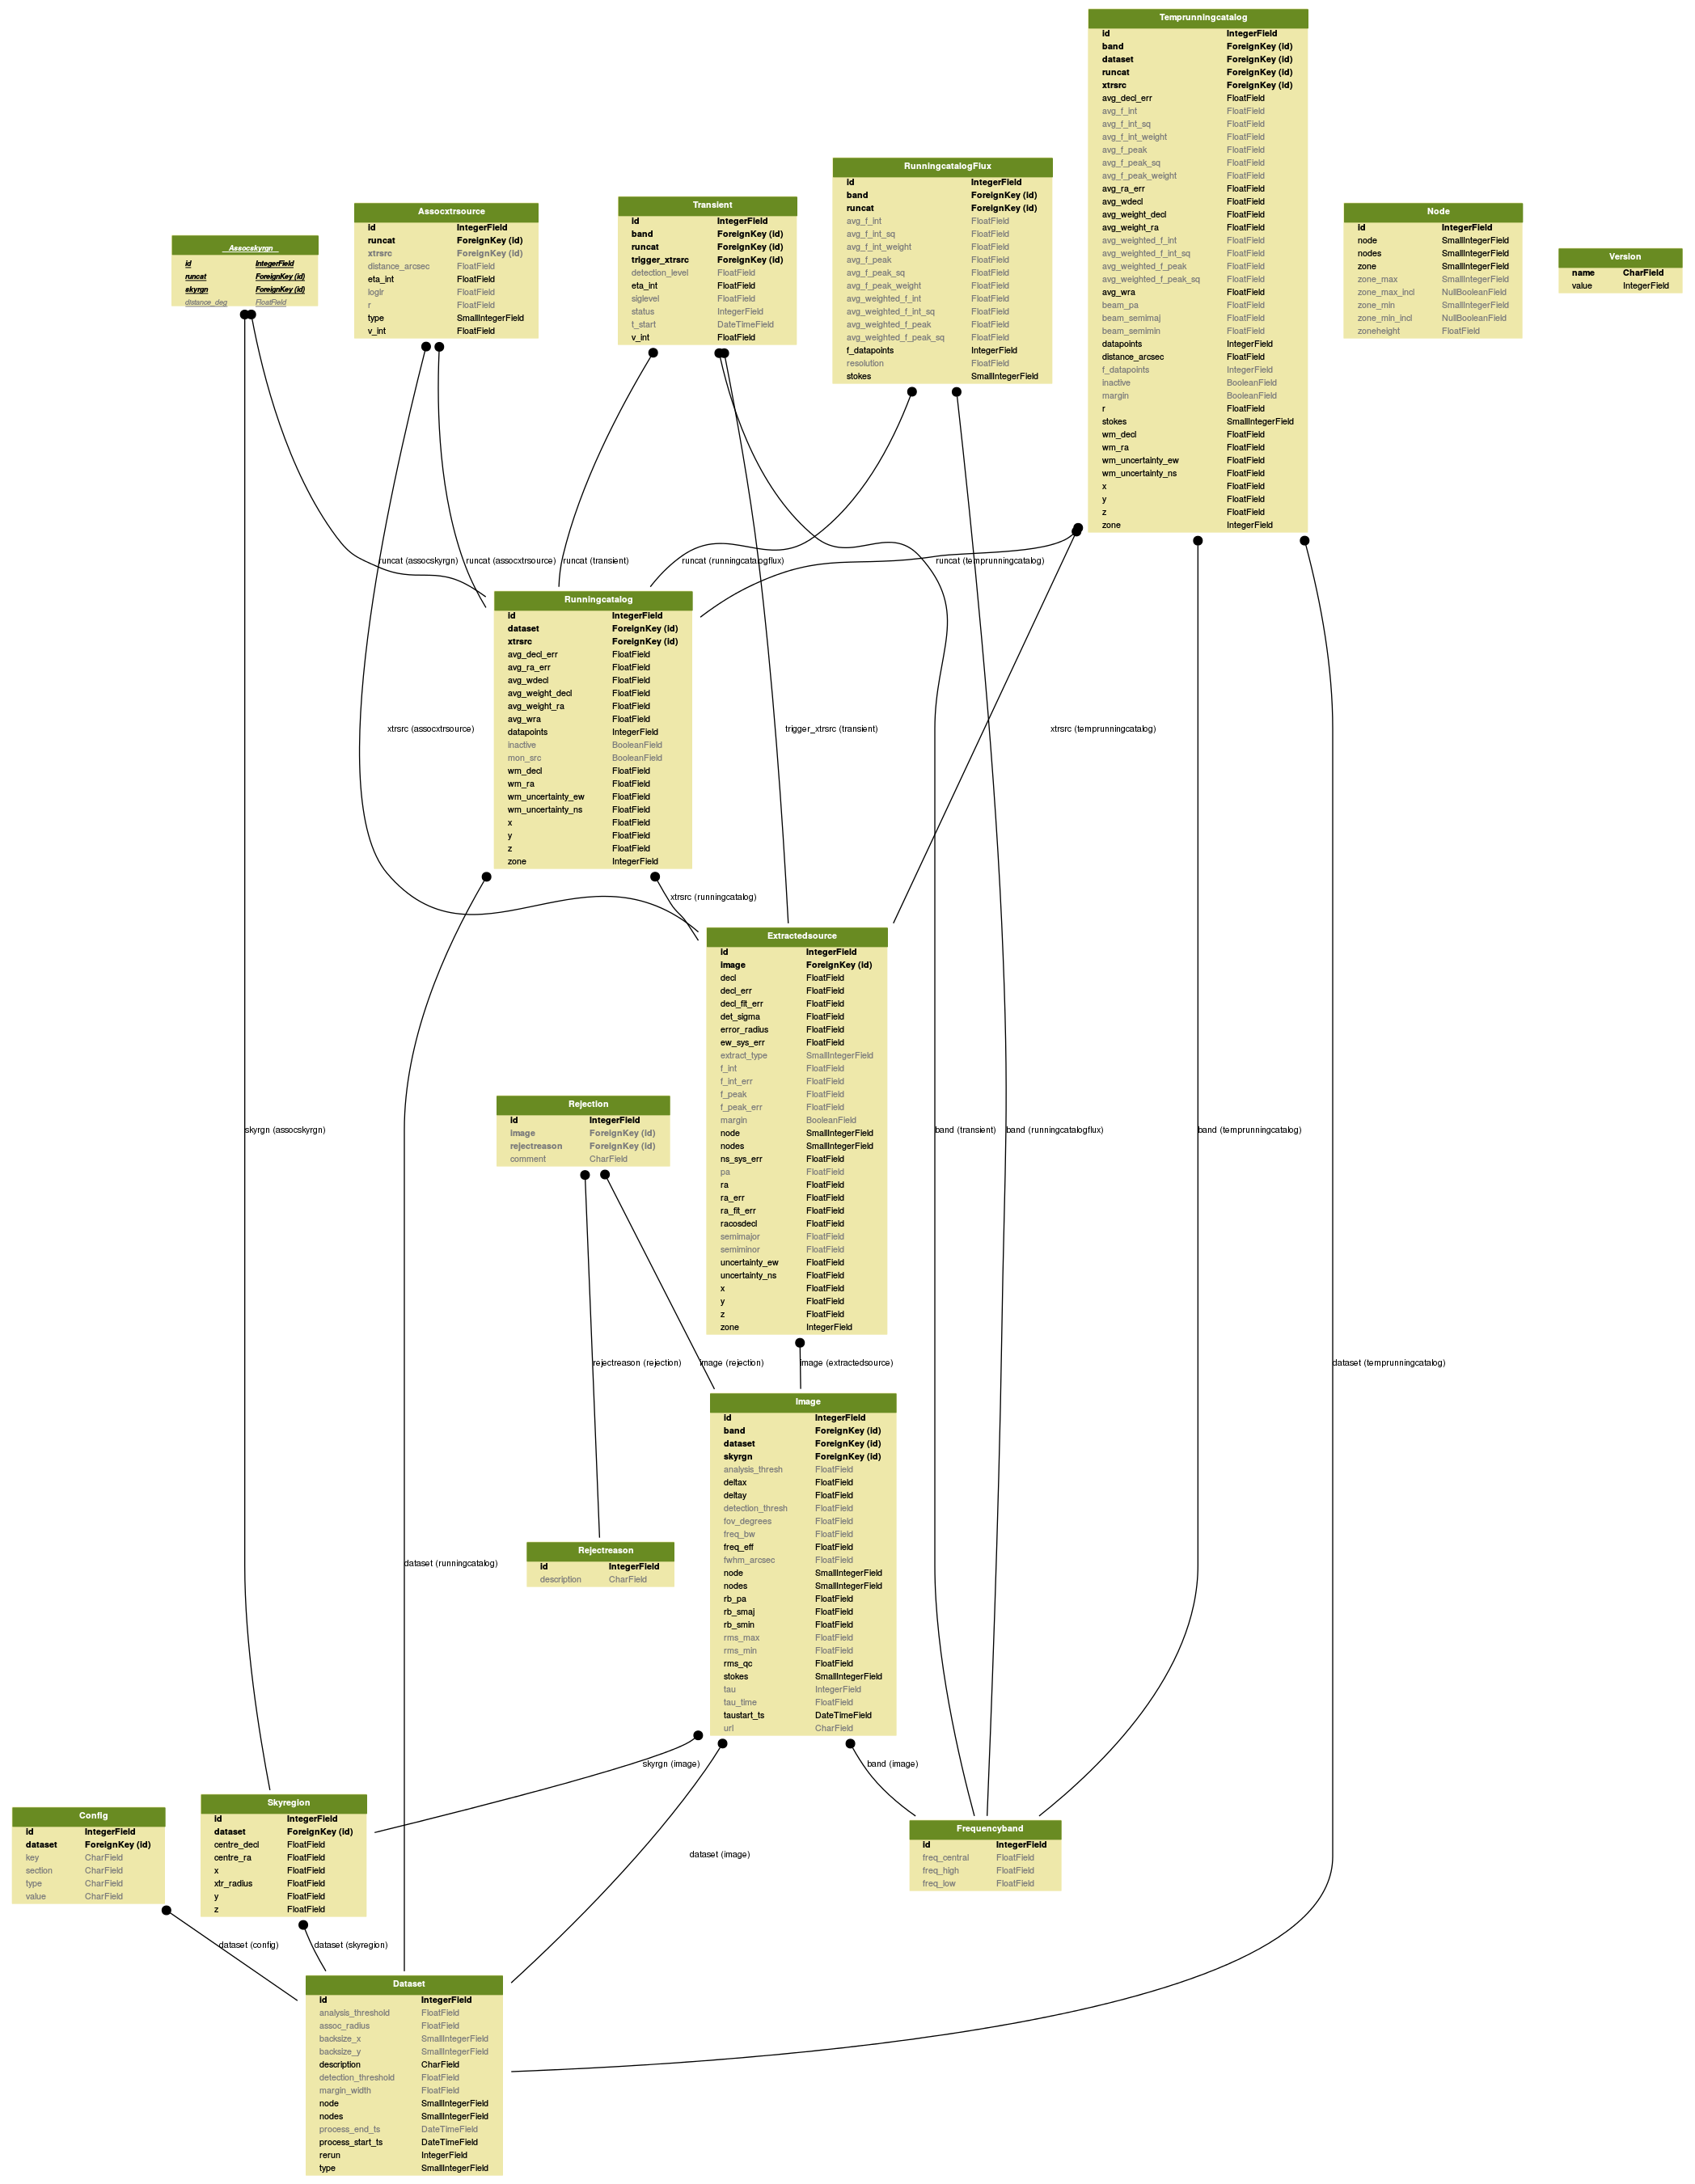 Temprunningcatalog
id IntegerField
band ForeignKey (id)
dataset ForeignKey (id)
runcat ForeignKey (id)
xtrsrc ForeignKey (id)
avg_decl_err FloatField
avg_f_int FloatField
avg_f_int_sq FloatField
avg_f_int_weight FloatField
avg_f_peak FloatField
avg_f_peak_sq FloatField
avg_f_peak_weight FloatField
avg_ra_err FloatField
avg_wdecl FloatField
avg_weight_decl FloatField
avg_weight_ra FloatField
avg_weighted_f_int FloatField
avg_weighted_f_int_sq FloatField
avg_weighted_f_peak FloatField
avg_weighted_f_peak_sq FloatField
avg_wra FloatField
beam_pa FloatField
beam_semimaj FloatField
beam_semimin FloatField
datapoints IntegerField
distance_arcsec FloatField
f_datapoints IntegerField
inactive BooleanField
margin BooleanField
r FloatField
stokes SmallIntegerField
wm_decl FloatField
wm_ra FloatField
wm_uncertainty_ew FloatField
wm_uncertainty_ns FloatField
x FloatField
y FloatField
z FloatField
zone IntegerField
RunningcatalogFlux
id IntegerField
band ForeignKey (id)
runcat ForeignKey (id)
avg_f_int FloatField
avg_f_int_sq FloatField
avg_f_int_weight FloatField
avg_f_peak FloatField
avg_f_peak_sq FloatField
avg_f_peak_weight FloatField
avg_weighted_f_int FloatField
avg_weighted_f_int_sq FloatField
avg_weighted_f_peak FloatField
avg_weighted_f_peak_sq FloatField
f_datapoints IntegerField
resolution FloatField
stokes SmallIntegerField
Transient
id IntegerField
band ForeignKey (id)
runcat ForeignKey (id)
trigger_xtrsrc ForeignKey (id)
detection_level FloatField
eta_int FloatField
siglevel FloatField
status IntegerField
t_start DateTimeField
v_int FloatField
Assocxtrsource
id IntegerField
runcat ForeignKey (id)
xtrsrc ForeignKey (id)
distance_arcsec FloatField
eta_int FloatField
loglr FloatField
r FloatField
type SmallIntegerField
v_int FloatField
Assocskyrgn
id IntegerField
runcat ForeignKey (id)
skyrgn ForeignKey (id)
distance_deg FloatField
Node
id IntegerField
node SmallIntegerField
nodes SmallIntegerField
zone SmallIntegerField
zone_max SmallIntegerField
zone_max_incl NullBooleanField
zone_min SmallIntegerField
zone_min_incl NullBooleanField
zoneheight FloatField
Version
name CharField
value IntegerField
runcat (assocskyrgn)
runcat (assocxtrsource)
runcat (transient)
runcat (runningcatalogflux)
runcat (temprunningcatalog)
Runningcatalog
id IntegerField
dataset ForeignKey (id)
xtrsrc ForeignKey (id)
avg_decl_err FloatField
avg_ra_err FloatField
avg_wdecl FloatField
avg_weight_decl FloatField
avg_weight_ra FloatField
avg_wra FloatField
datapoints IntegerField
inactive BooleanField
mon_src BooleanField
wm_decl FloatField
wm_ra FloatField
wm_uncertainty_ew FloatField
wm_uncertainty_ns FloatField
x FloatField
y FloatField
z FloatField
zone IntegerField
xtrsrc (assocxtrsource)
trigger_xtrsrc (transient)
xtrsrc (temprunningcatalog)
xtrsrc (runningcatalog)
Extractedsource
id IntegerField
image ForeignKey (id)
decl FloatField
decl_err FloatField
decl_fit_err FloatField
det_sigma FloatField
error_radius FloatField
ew_sys_err FloatField
extract_type SmallIntegerField
f_int FloatField
f_int_err FloatField
f_peak FloatField
f_peak_err FloatField
margin BooleanField
node SmallIntegerField
nodes SmallIntegerField
ns_sys_err FloatField
pa FloatField
ra FloatField
ra_err FloatField
ra_fit_err FloatField
racosdecl FloatField
semimajor FloatField
semiminor FloatField
uncertainty_ew FloatField
uncertainty_ns FloatField
x FloatField
y FloatField
z FloatField
zone IntegerField
Rejection
id IntegerField
image ForeignKey (id)
rejectreason ForeignKey (id)
comment CharField
skyrgn (assocskyrgn)
band (transient)
band (runningcatalogflux)
band (temprunningcatalog)
rejectreason (rejection)
image (rejection)
image (extractedsource)
dataset (temprunningcatalog)
Image
id IntegerField
band ForeignKey (id)
dataset ForeignKey (id)
skyrgn ForeignKey (id)
analysis_thresh FloatField
deltax FloatField
deltay FloatField
detection_thresh FloatField
fov_degrees FloatField
freq_bw FloatField
freq_eff FloatField
fwhm_arcsec FloatField
node SmallIntegerField
nodes SmallIntegerField
rb_pa FloatField
rb_smaj FloatField
rb_smin FloatField
rms_max FloatField
rms_min FloatField
rms_qc FloatField
stokes SmallIntegerField
tau IntegerField
tau_time FloatField
taustart_ts DateTimeField
url CharField
Rejectreason
id IntegerField
description CharField
dataset (runningcatalog)
skyrgn (image)
band (image)
dataset (image)
Config
id IntegerField
dataset ForeignKey (id)
key CharField
section CharField
type CharField
value CharField
Skyregion
id IntegerField
dataset ForeignKey (id)
centre_decl FloatField
centre_ra FloatField
x FloatField
xtr_radius FloatField
y FloatField
z FloatField
Frequencyband
id IntegerField
freq_central FloatField
freq_high FloatField
freq_low FloatField
dataset (config)
dataset (skyregion)
Dataset
id IntegerField
analysis_threshold FloatField
assoc_radius FloatField
backsize_x SmallIntegerField
backsize_y SmallIntegerField
description CharField
detection_threshold FloatField
margin_width FloatField
node SmallIntegerField
nodes SmallIntegerField
process_end_ts DateTimeField
process_start_ts DateTimeField
rerun IntegerField
type SmallIntegerField